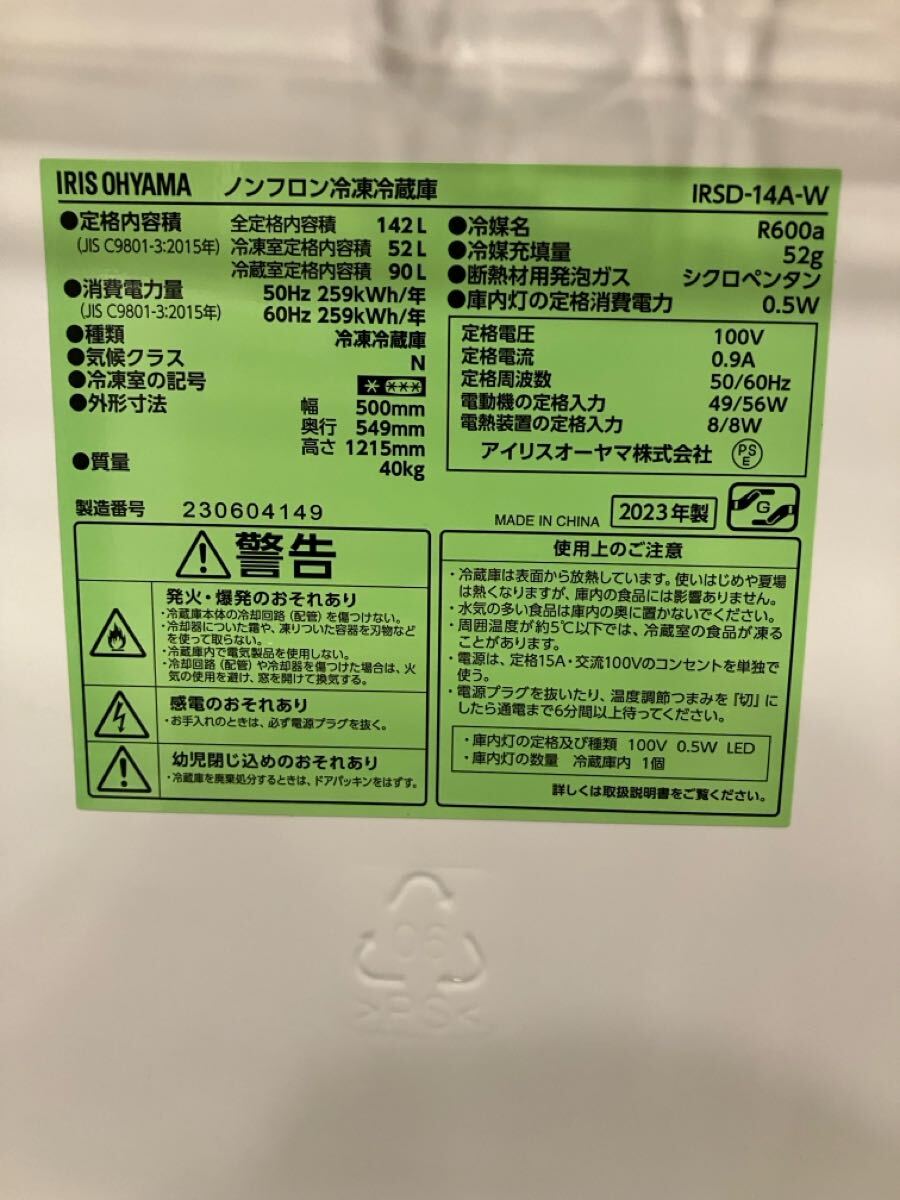 IRIS OHYAMA ノンフロン冷凍冷蔵庫 IRSD-14A-W
●定格内容積 全定格内容積 142L
(JIS C9801-3:2015年) 冷凍室定格内容積 52L
冷蔵室定格内容積 90L
●消費電力量 50Hz 259kWh/年
(JIS C9801-3:2015年) 60Hz 259kWh/年
●種類 冷凍冷蔵庫
●気候クラス N
●冷凍室の記号
●外形寸法 幅 500mm
奥行 549mm
高さ 1215mm
●質量 40kg
●冷媒名 R600a
●冷媒充填量 52g
●断熱材用発泡ガス シクロペンタン
●庫内灯の定格消費電力 0.5W
定格電圧 100V
定格電流 0.9A
定格周波数 50/60Hz
電動機の定格入力 49/56W
電熱装置の定格入力 8/8W
アイリスオーヤマ株式会社 PSE
製造番号 230604149
MADE IN CHINA 2023年製 G
警告
発火・爆発のおそれあり
・冷蔵庫本体の冷却回路(配管)を傷つけない。
・冷却器についた霜や、凍りついた容器を刃物など
を使って取らない。
・冷蔵庫内で電気製品を使用しない。
・冷却回路(配管)や冷却器を傷つけた場合は、火
気の使用を避け、窓を開けて換気する。
感電のおそれあり
・お手入れのときは、必ず電源プラグを抜く。
幼児閉じ込めのおそれあり
・冷蔵庫を廃棄処分するときは、ドアパッキンをはずす。
使用上のご注意
・冷蔵庫は表面から放熱しています。使いはじめや夏場
は熱くなりますが、庫内の食品には影響ありません。
・水気の多い食品は庫内の奥に置かないでください。
・周囲温度が約5℃以下では、冷蔵室の食品が凍る
ことがあります。
・電源は、定格15A・交流100Vのコンセントを単独で
使う。
・電源プラグを抜いたり、温度調節つまみを「切」に
したら通電まで6分間以上待ってください。
・庫内灯の定格及び種類 100V 0.5W LED
・庫内灯の数量 冷蔵庫内 1個
詳しくは取扱説明書をご覧ください。
06
>PS<